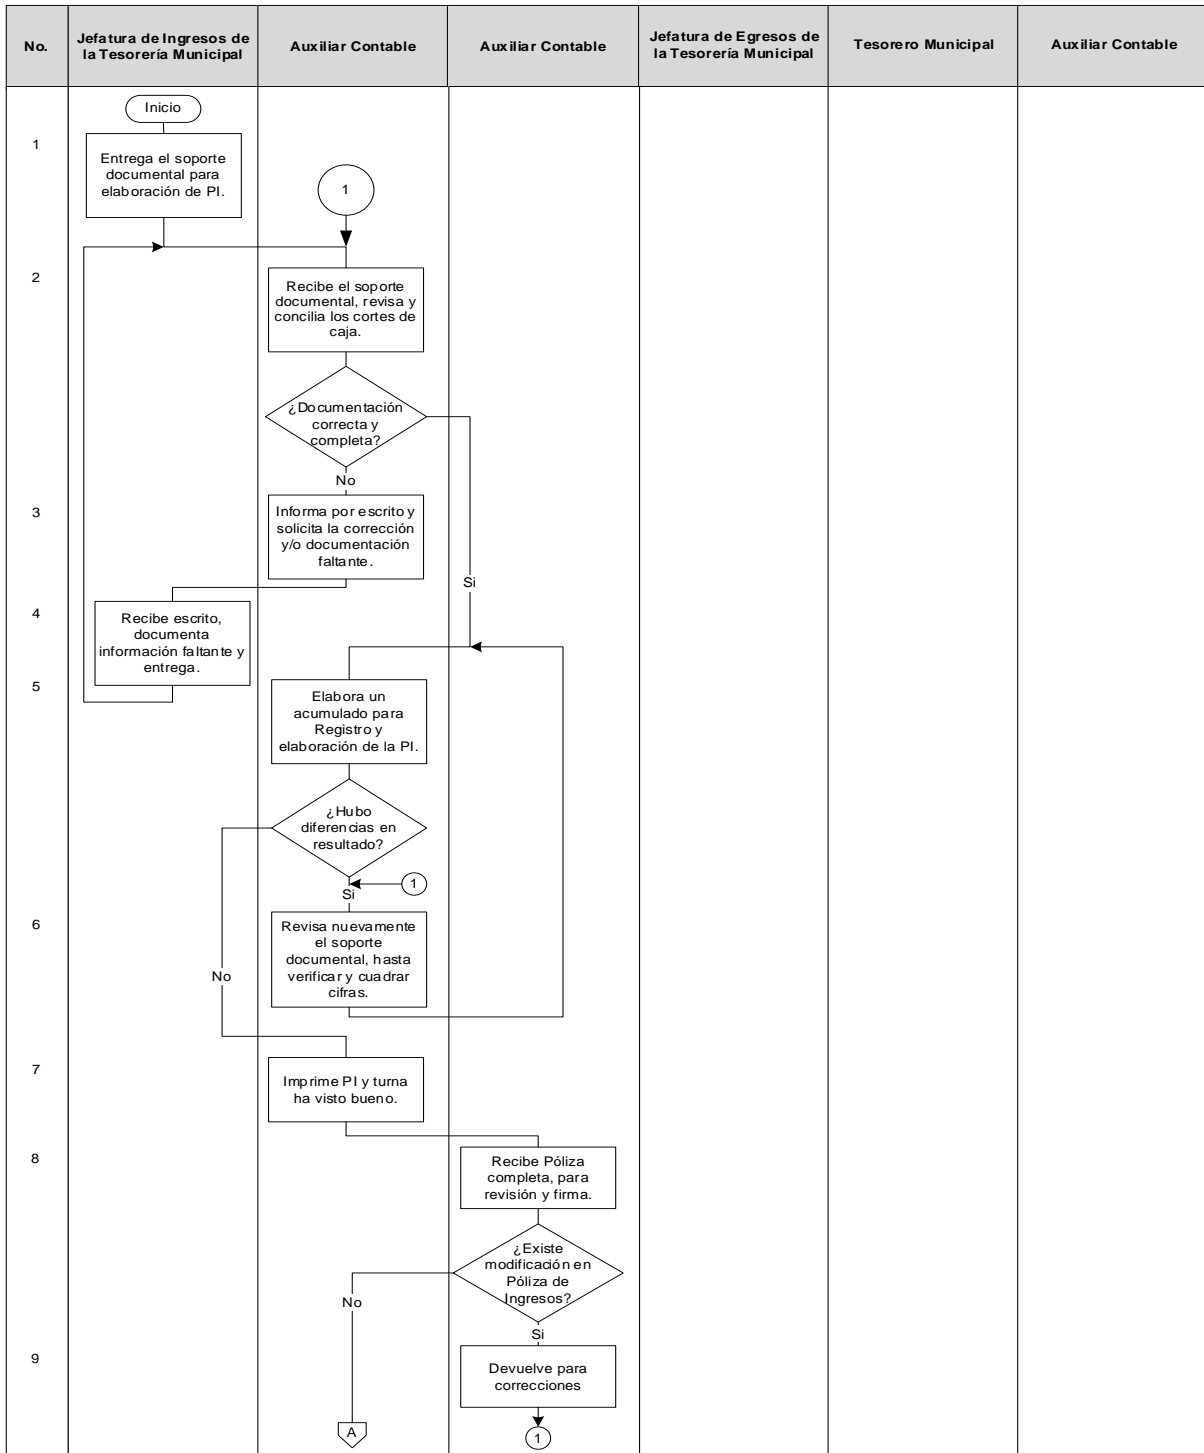 No.
Jefatura de Ingresos de
la Tesorería Municipal
Auxiliar Contable
Auxiliar Contable
Jefatura de Egresos de
la Tesorería Municipal
Tesorero Municipal
Auxiliar Contable
Inicio
1
Entrega el soporte
documental para
elaboración de PI.
1
2
Recibe el soporte
documental, revisa y
concilia los cortes de
caja.
¿Documentación
correcta y
completa?
No
3
Informa por escrito y
solicita la corrección
y/o documentación
faltante.
Si
4
Recibe escrito,
documenta
información faltante y
entrega.
5
Elabora un
acumulado para
Registro y
elaboración de la PI.
¿Hubo
diferencias en
resultado?
1
Si
6
Revisa nuevamente
el soporte
documental, hasta
verificar y cuadrar
cifras.
No
7
Imprime PI y turna
ha visto bueno.
8
Recibe Póliza
completa, para
revisión y firma.
¿Existe
modificación en
Póliza de
Ingresos?
No
Si
9
Devuelve para
correcciones
A
1